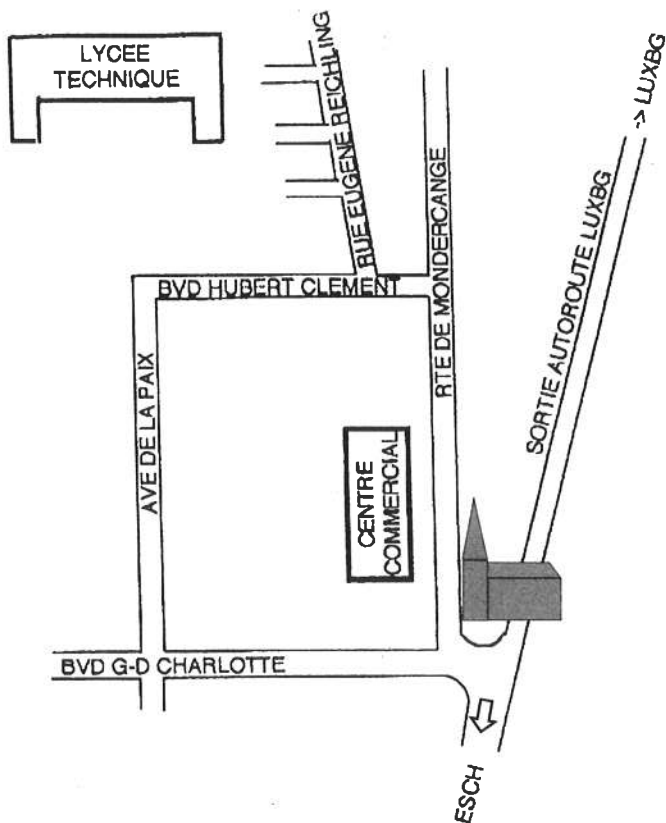 LYCEE
TECHNIQUE
RUE EUGENE REICHLING
-> LUXBG
BVD HUBERT CLEMENT
RTE DE MONDERCANGE
SORTIE AUTOROUTE LUXBG
AVE DE LA PAIX
CENTRE
COMMERCIAL
BVD G-D CHARLOTTE
ESCH